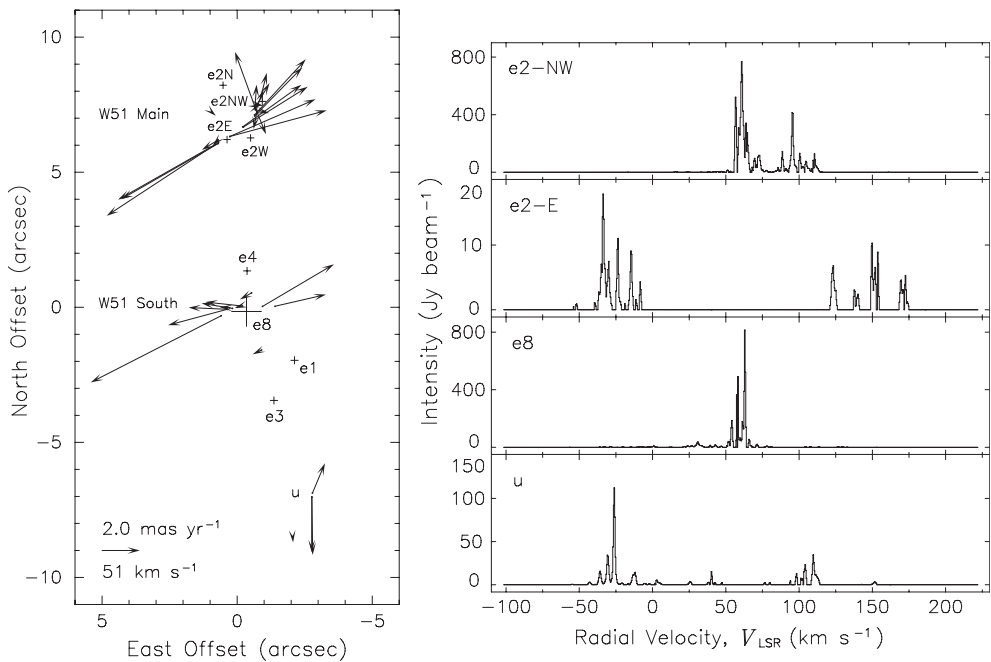 10
5
0
−5
−10
5
0
−5
North Offset (arcsec)
East Offset (arcsec)
e2N
e2NW
W51 Main
e2E
e2W
e4
W51 South
e8
e1
e3
u
2.0 mas yr⁻¹
51 km s⁻¹
Intensity (Jy beam⁻¹)
800
400
0
e2−NW
20
10
0
e2−E
800
400
0
e8
150
100
50
0
u
−100
−50
0
50
100
150
200
Radial Velocity, V_LSR (km s⁻¹)